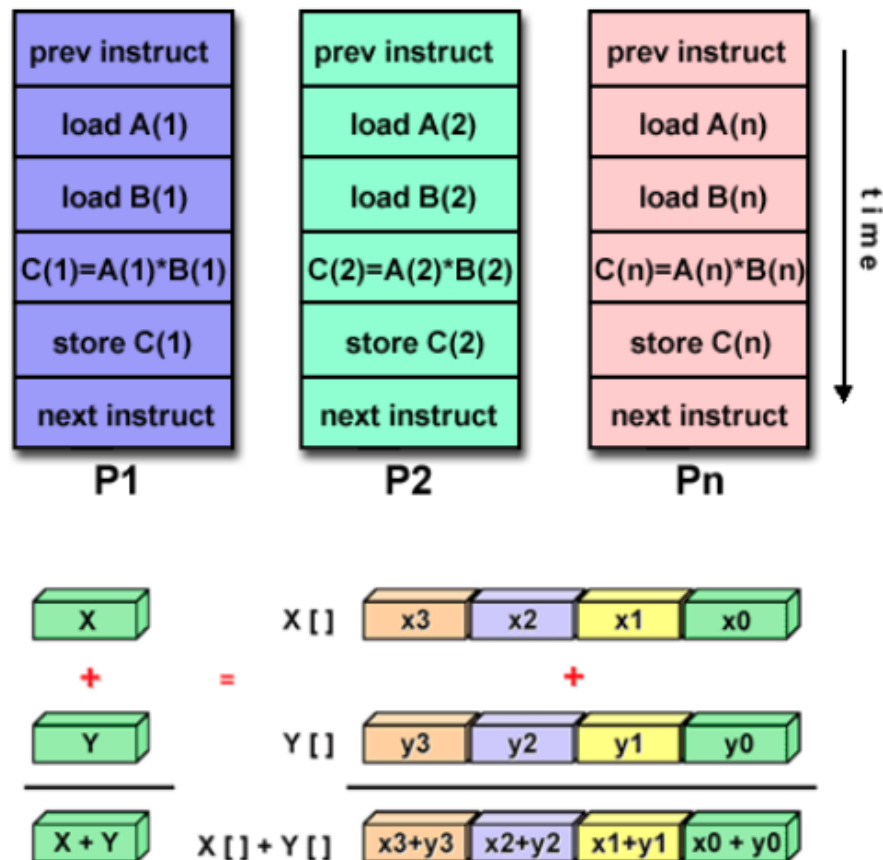 prev instruct prev instruct prev instruct
load A(1) load A(2) load A(n)
load B(1) load B(2) load B(n)
C(1)=A(1)*B(1) C(2)=A(2)*B(2) C(n)=A(n)*B(n)
store C(1) store C(2) store C(n)
next instruct next instruct next instruct
time
P1 P2 Pn
X X [ ] x3 x2 x1 x0
+ = +
Y Y [ ] y3 y2 y1 y0
X + Y X [ ] + Y [ ] x3+y3 x2+y2 x1+y1 x0 + y0